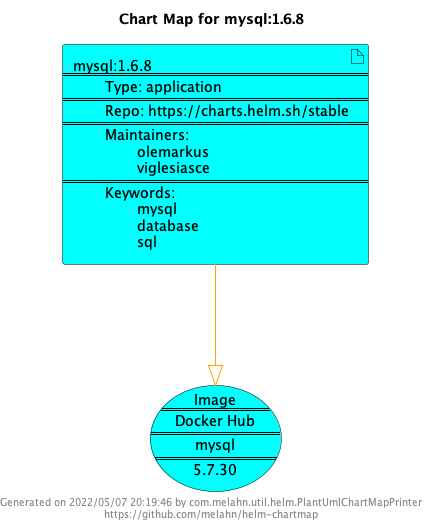 Chart Map for mysql:1.6.8
mysql:1.6.8
Type: application
Repo: https://charts.helm.sh/stable
Maintainers:
olemarkus
viglesiasce
Keywords:
mysql
database
sql
Image
Docker Hub
mysql
5.7.30
Generated on 2022/05/07 20:19:46 by com.melahn.util.helm.PlantUmlChartMapPrinter
https://github.com/melahn/helm-chartmap